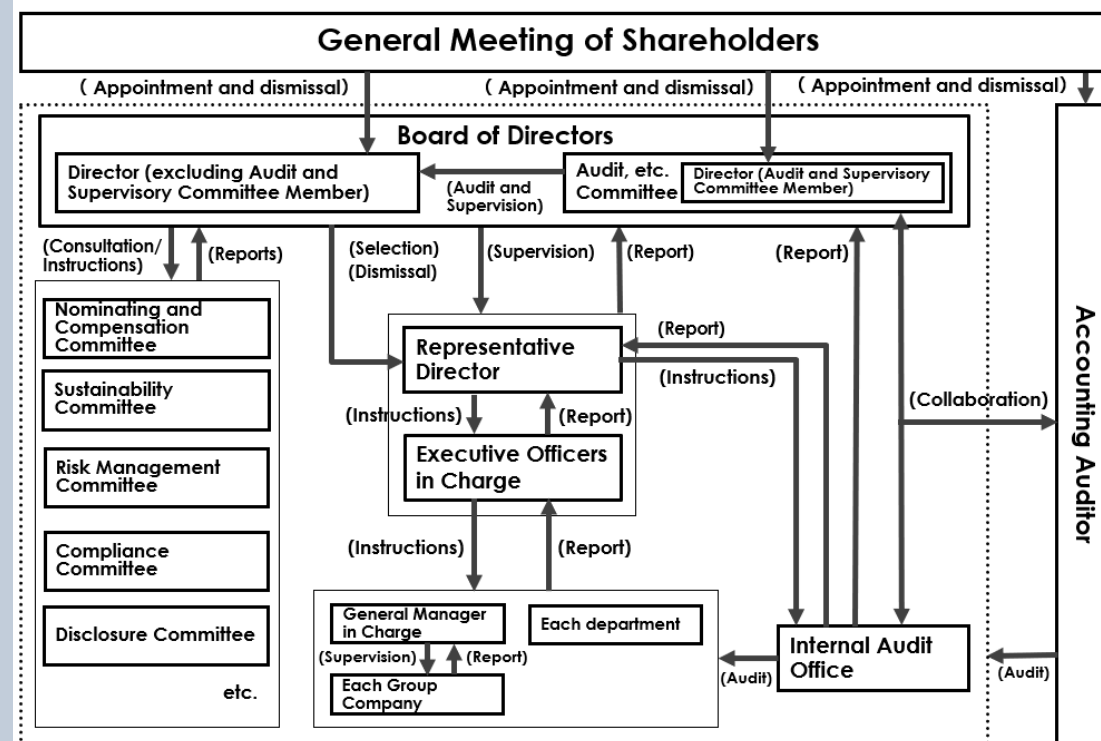 General Meeting of Shareholders
( Appointment and dismissal)
( Appointment and dismissal)
( Appointment and dismissal)
Board of Directors
Director (excluding Audit and
Supervisory Committee Member)
(Audit and
Supervision)
Audit, etc.
Committee
Director (Audit and Supervisory
Committee Member)
(Consultation/
Instructions)
(Reports)
(Selection)
(Dismissal)
(Supervision)
(Report)
(Report)
Nominating and
Compensation
Committee
Sustainability
Committee
Risk Management
Committee
Compliance
Committee
Disclosure Committee
etc.
Representative
Director
(Report)
(Instructions)
(Instructions)
(Report)
Executive Officers
in Charge
(Instructions)
(Report)
General Manager
in Charge
(Supervision)
(Report)
Each Group
Company
Each department
(Audit)
Internal Audit
Office
(Collaboration)
(Audit)
Accounting Auditor